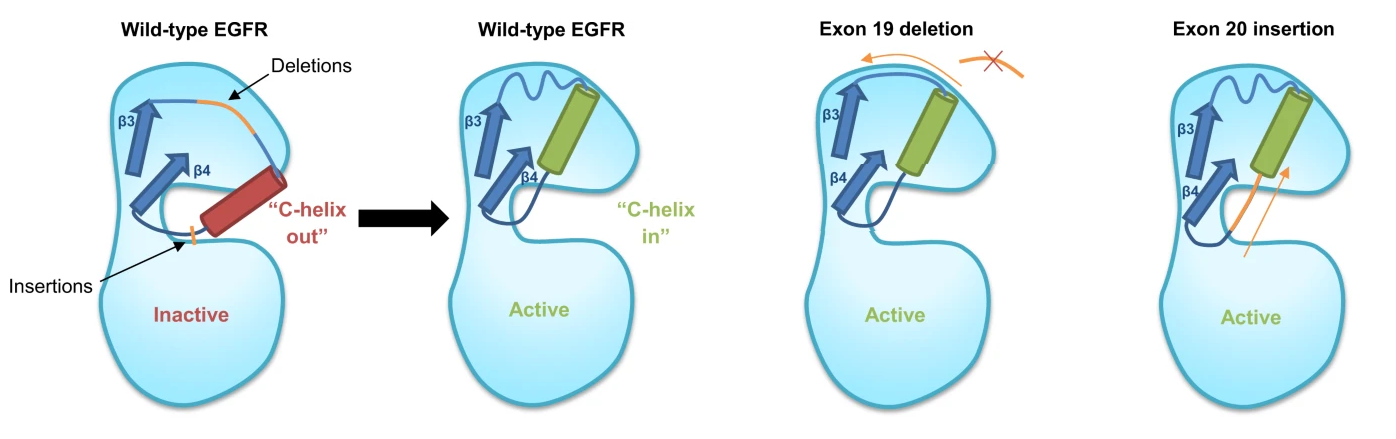 Wild-type EGFR
Deletions
β3
β4
"C-helix
out"
Insertions
Inactive
Wild-type EGFR
β3
β4
"C-helix
in"
Active
Exon 19 deletion
β3
β4
Active
Exon 20 insertion
β3
β4
Active